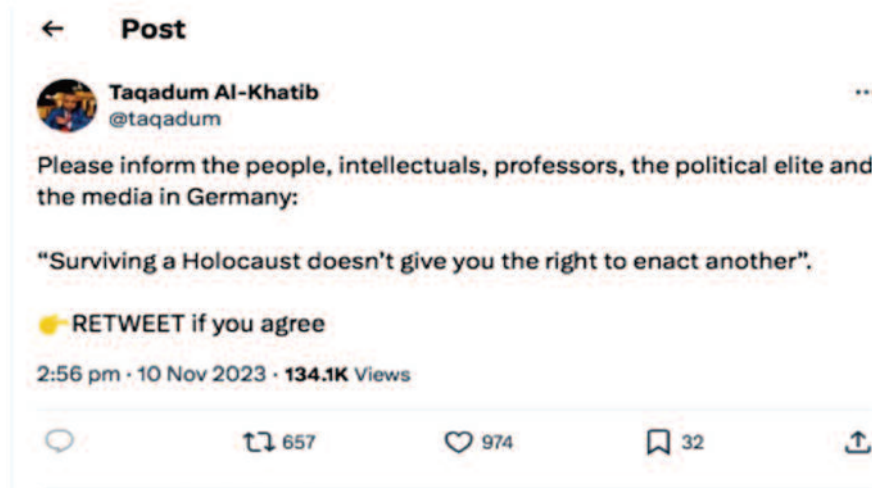 Post
Taqadum Al-Khatib
@taqadum
Please inform the people, intellectuals, professors, the political elite and
the media in Germany:
“Surviving a Holocaust doesn't give you the right to enact another”.
👉RETWEET if you agree
2:56 pm · 10 Nov 2023 · 134.1K Views
657 974 32